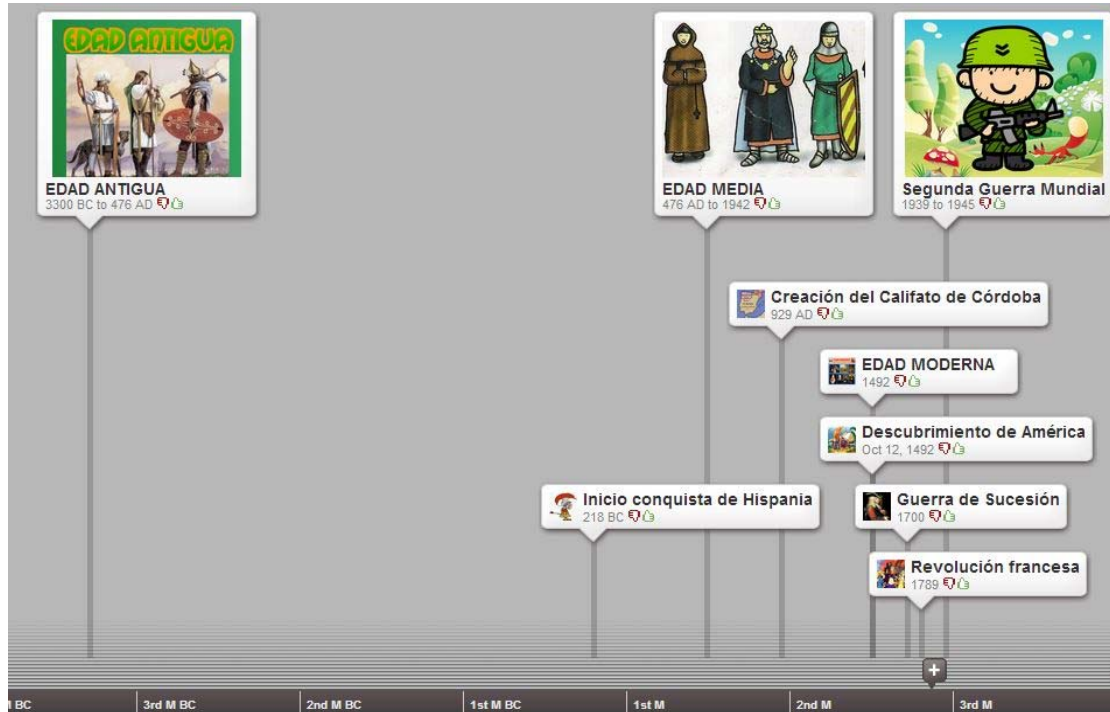 EDAD ANTIGUA
EDAD ANTIGUA
3300 BC to 476 AD
EDAD MEDIA
476 AD to 1942
Segunda Guerra Mundial
1939 to 1945
Creación del Califato de Córdoba
929 AD
EDAD MODERNA
1492
Descubrimiento de América
Oct 12, 1492
Inicio conquista de Hispania
218 BC
Guerra de Sucesión
1700
Revolución francesa
1789
+
BC
3rd M BC
2nd M BC
1st M BC
1st M
2nd M
3rd M